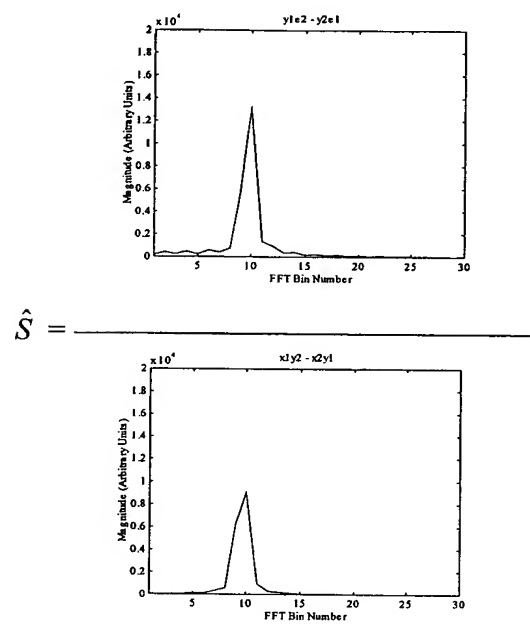 x10⁴
y1e2 - y2e1
2
1.8
1.6
1.4
1.2
1
0.8
0.6
0.4
0.2
0
Magnitude (Arbitrary Units)
5 10 15 20 25 30
FFT Bin Number
Ŝ =
x10⁴
x1y2 - x2y1
2
1.8
1.6
1.4
1.2
1
0.8
0.6
0.4
0.2
0
Magnitude (Arbitrary Units)
5 10 15 20 25 30
FFT Bin Number